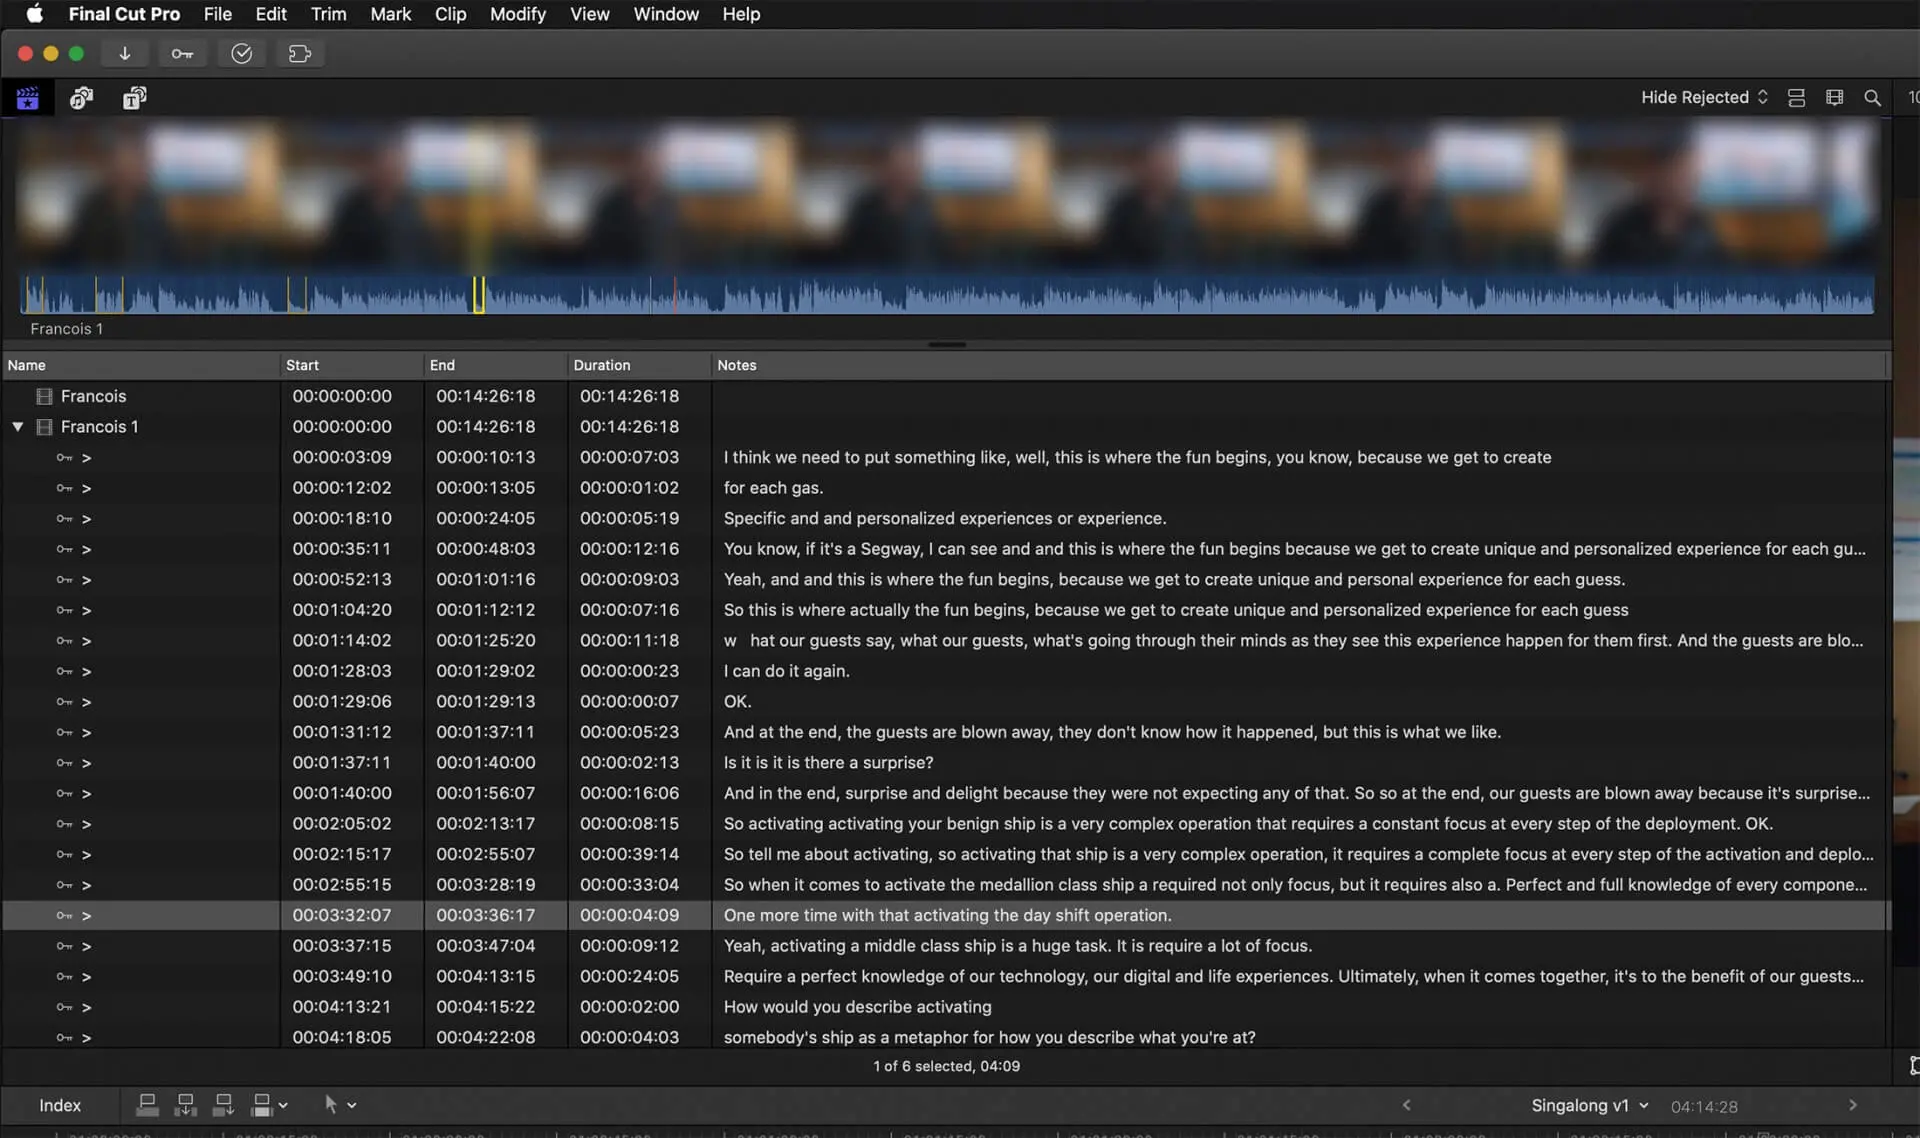 Final Cut Pro File Edit Trim Mark Clip Modify View Window Help
Hide Rejected
Francois 1
Name Start End Duration Notes
Francois 00:00:00:00 00:14:26:18 00:14:26:18
Francois 1 00:00:00:00 00:14:26:18 00:14:26:18
> 00:00:03:09 00:00:10:13 00:00:07:03 I think we need to put something like, well, this is where the fun begins, you know, because we get to create
> 00:00:12:02 00:00:13:05 00:00:01:02 for each gas.
> 00:00:18:10 00:00:24:05 00:00:05:19 Specific and and personalized experiences or experience.
> 00:00:35:11 00:00:48:03 00:00:12:16 You know, if it's a Segway, I can see and and this is where the fun begins because we get to create unique and personalized experience for each gu...
> 00:00:52:13 00:01:01:16 00:00:09:03 Yeah, and and this is where the fun begins, because we get to create unique and personal experience for each guess.
> 00:01:04:20 00:01:12:12 00:00:07:16 So this is where actually the fun begins, because we get to create unique and personalized experience for each guess
> 00:01:14:02 00:01:25:20 00:00:11:18 w hat our guests say, what our guests, what's going through their minds as they see this experience happen for them first. And the guests are blo...
> 00:01:28:03 00:01:29:02 00:00:00:23 I can do it again.
> 00:01:29:06 00:01:29:13 00:00:00:07 OK.
> 00:01:31:12 00:01:37:11 00:00:05:23 And at the end, the guests are blown away, they don't know how it happened, but this is what we like.
> 00:01:37:11 00:01:40:00 00:00:02:13 Is it is it is there a surprise?
> 00:01:40:00 00:01:56:07 00:00:16:06 And in the end, surprise and delight because they were not expecting any of that. So so at the end, our guests are blown away because it's surprise...
> 00:02:05:02 00:02:13:17 00:00:08:15 So activating activating your benign ship is a very complex operation that requires a constant focus at every step of the deployment. OK.
> 00:02:15:17 00:02:55:07 00:00:39:14 So tell me about activating, so activating that ship is a very complex operation, it requires a complete focus at every step of the activation and deplo...
> 00:02:55:15 00:03:28:19 00:00:33:04 So when it comes to activate the medallion class ship a required not only focus, but it requires also a. Perfect and full knowledge of every compone...
> 00:03:32:07 00:03:36:17 00:00:04:09 One more time with that activating the day shift operation.
> 00:03:37:15 00:03:47:04 00:00:09:12 Yeah, activating a middle class ship is a huge task. It is require a lot of focus.
> 00:03:49:10 00:04:13:15 00:00:24:05 Require a perfect knowledge of our technology, our digital and life experiences. Ultimately, when it comes together, it's to the benefit of our guests...
> 00:04:13:21 00:04:15:22 00:00:02:00 How would you describe activating
> 00:04:18:05 00:04:22:08 00:00:04:03 somebody's ship as a metaphor for how you describe what you're at?
1 of 6 selected, 04:09
Index Singalong v1 04:14:28